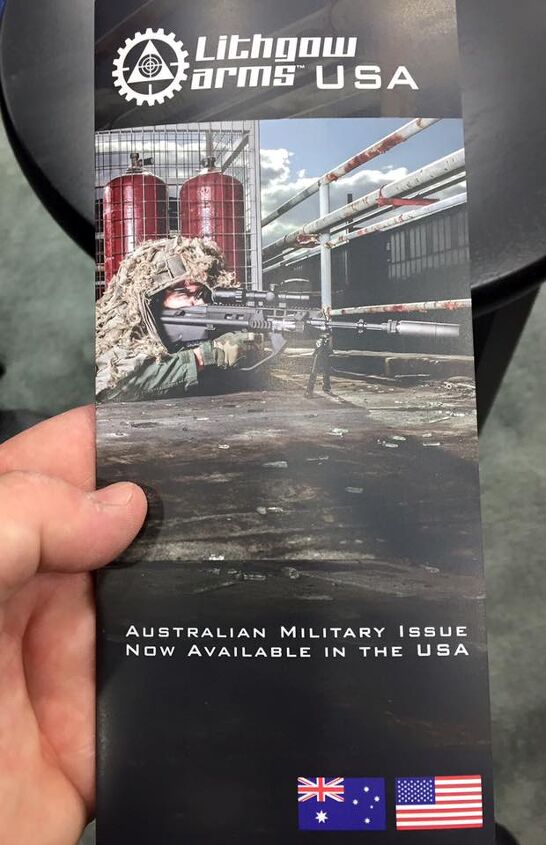 Lithgow
arms™ USA
AUSTRALIAN MILITARY ISSUE
NOW AVAILABLE IN THE USA